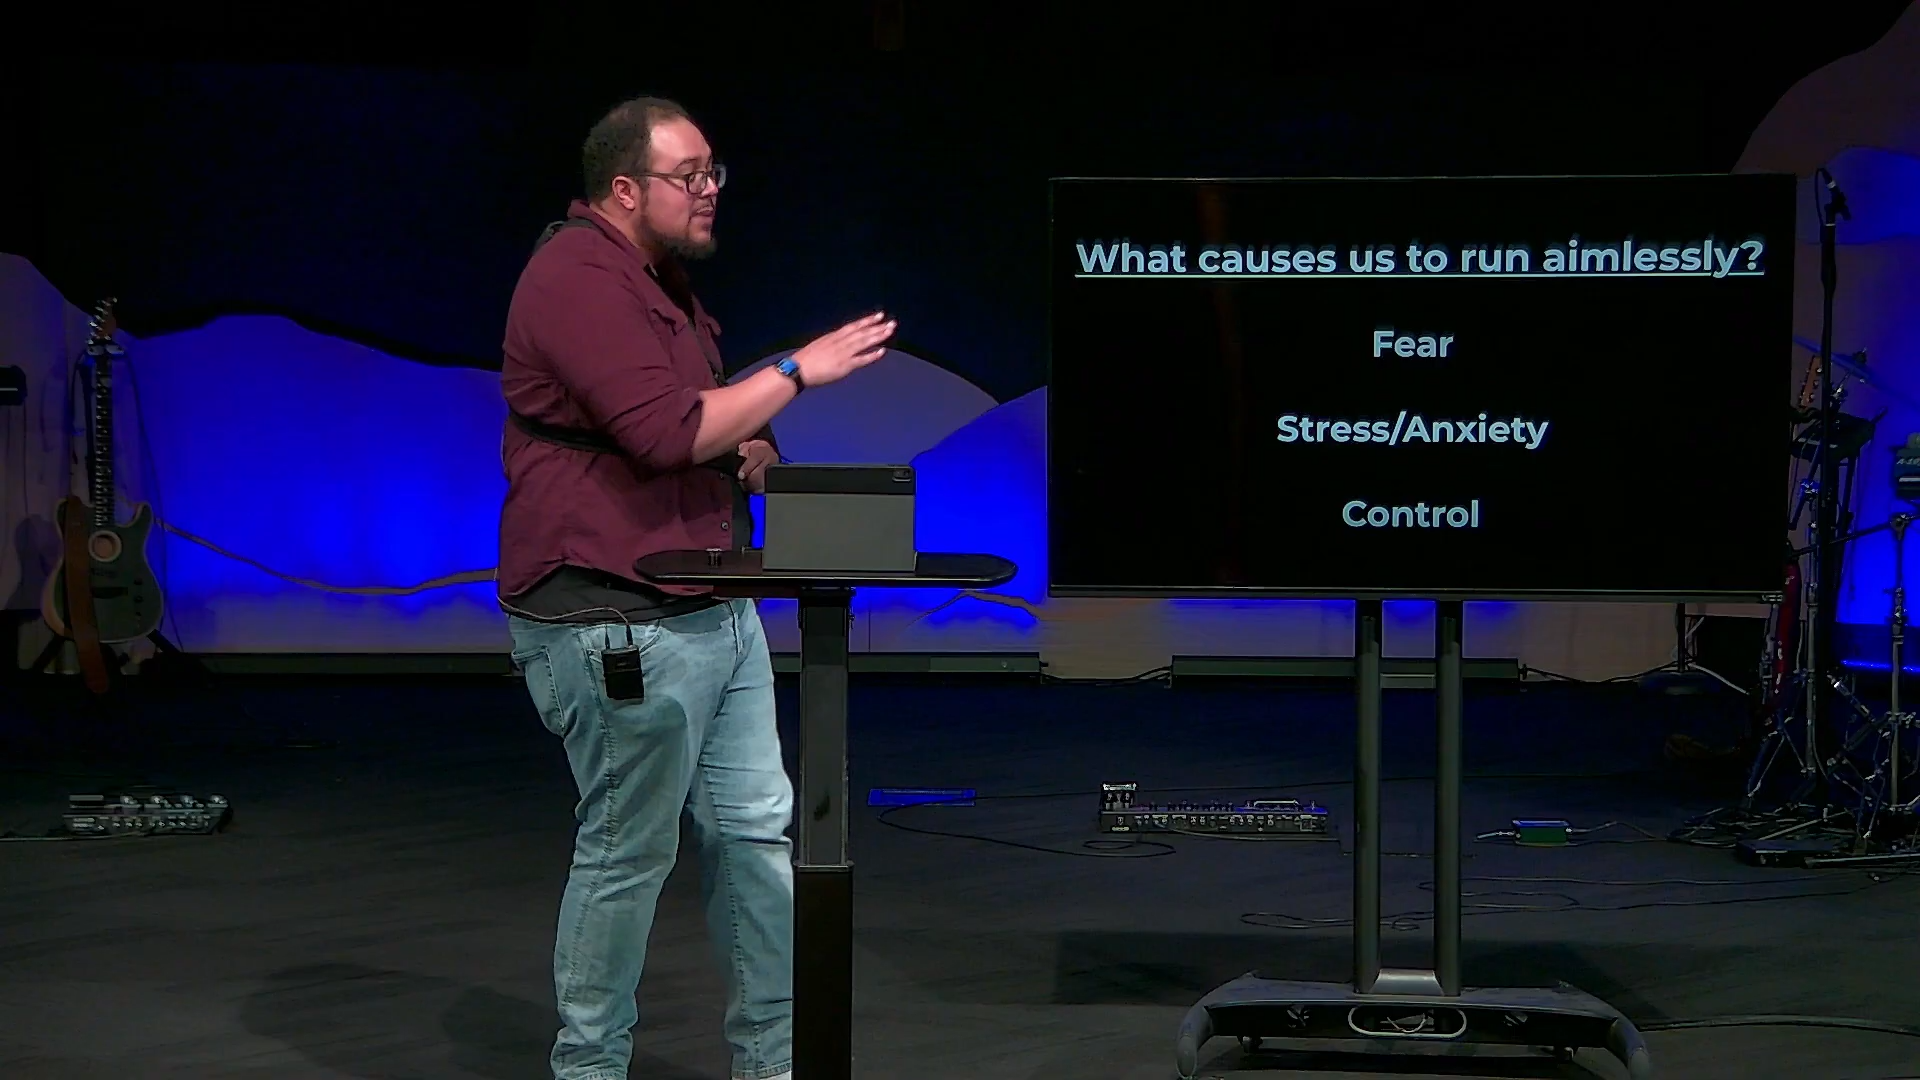 What causes us to run aimlessly?
Fear
Stress/Anxiety
Control